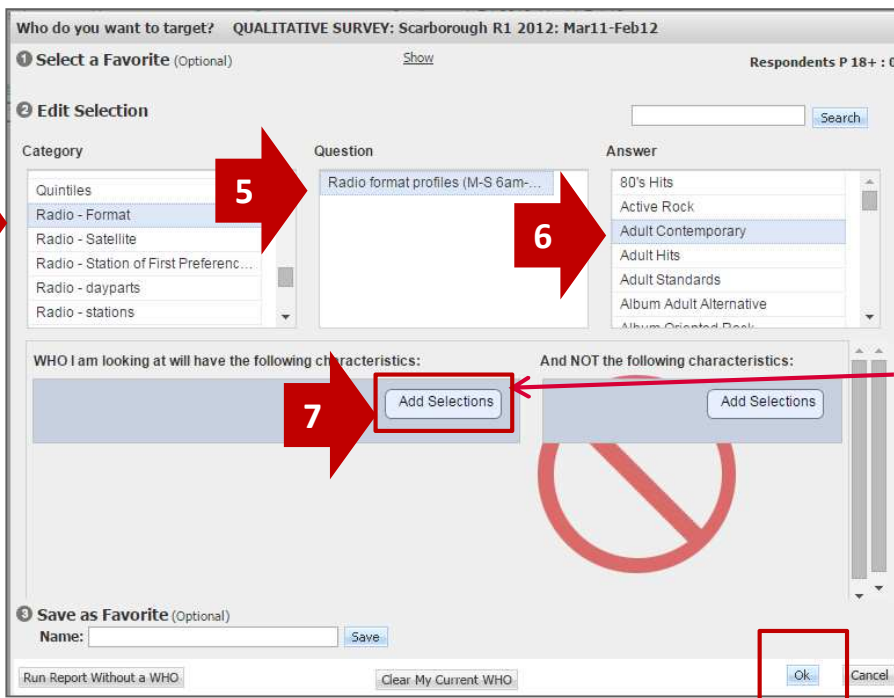 Who do you want to target? QUALITATIVE SURVEY: Scarborough R1 2012: Mar11-Feb12
1 Select a Favorite (Optional) Show Respondents P 18+ : 0
2 Edit Selection Search
Category Question Answer
Quintiles
Radio - Format
Radio - Satellite
Radio - Station of First Preferenc...
Radio - dayparts
Radio - stations
5
Radio format profiles (M-S 6am-...
6
80's Hits
Active Rock
Adult Contemporary
Adult Hits
Adult Standards
Album Adult Alternative
Album Oriented Rock
WHO I am looking at will have the following characteristics: And NOT the following characteristics:
7 Add Selections Add Selections
3 Save as Favorite (Optional)
Name: Save
Run Report Without a WHO Clear My Current WHO Ok Cancel